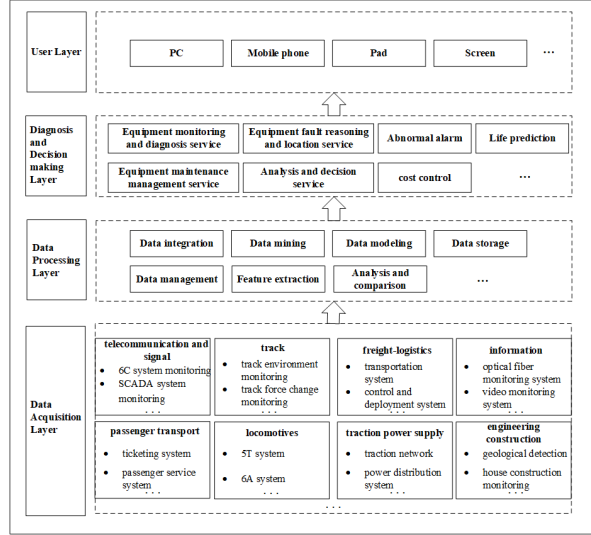 User Layer
PC
Mobile phone
Pad
Screen
...
Diagnosis and
Decision
making Layer
Equipment monitoring
and diagnosis service
Equipment fault reasoning
and location service
Abnormal alarm
Life prediction
Equipment maintenance
management service
Analysis and decision
service
cost control
...
Data
Processing
Layer
Data integration
Data mining
Data modeling
Data storage
Data management
Feature extraction
Analysis and
comparison
...
Data
Acquisition
Layer
telecommunication and
signal
• 6C system monitoring
• SCADA system
monitoring
...
track
• track environment
monitoring
• track force change
monitoring
...
freight-logistics
• transportation
system
• control and
deployment system
...
information
• optical fiber
monitoring system
• video monitoring
system
...
passenger transport
• ticketing system
• passenger service
system
...
locomotives
• 5T system
• 6A system
...
traction power supply
• traction network
• power distribution
system
...
engineering
construction
• geological detection
• house construction
monitoring
...
...